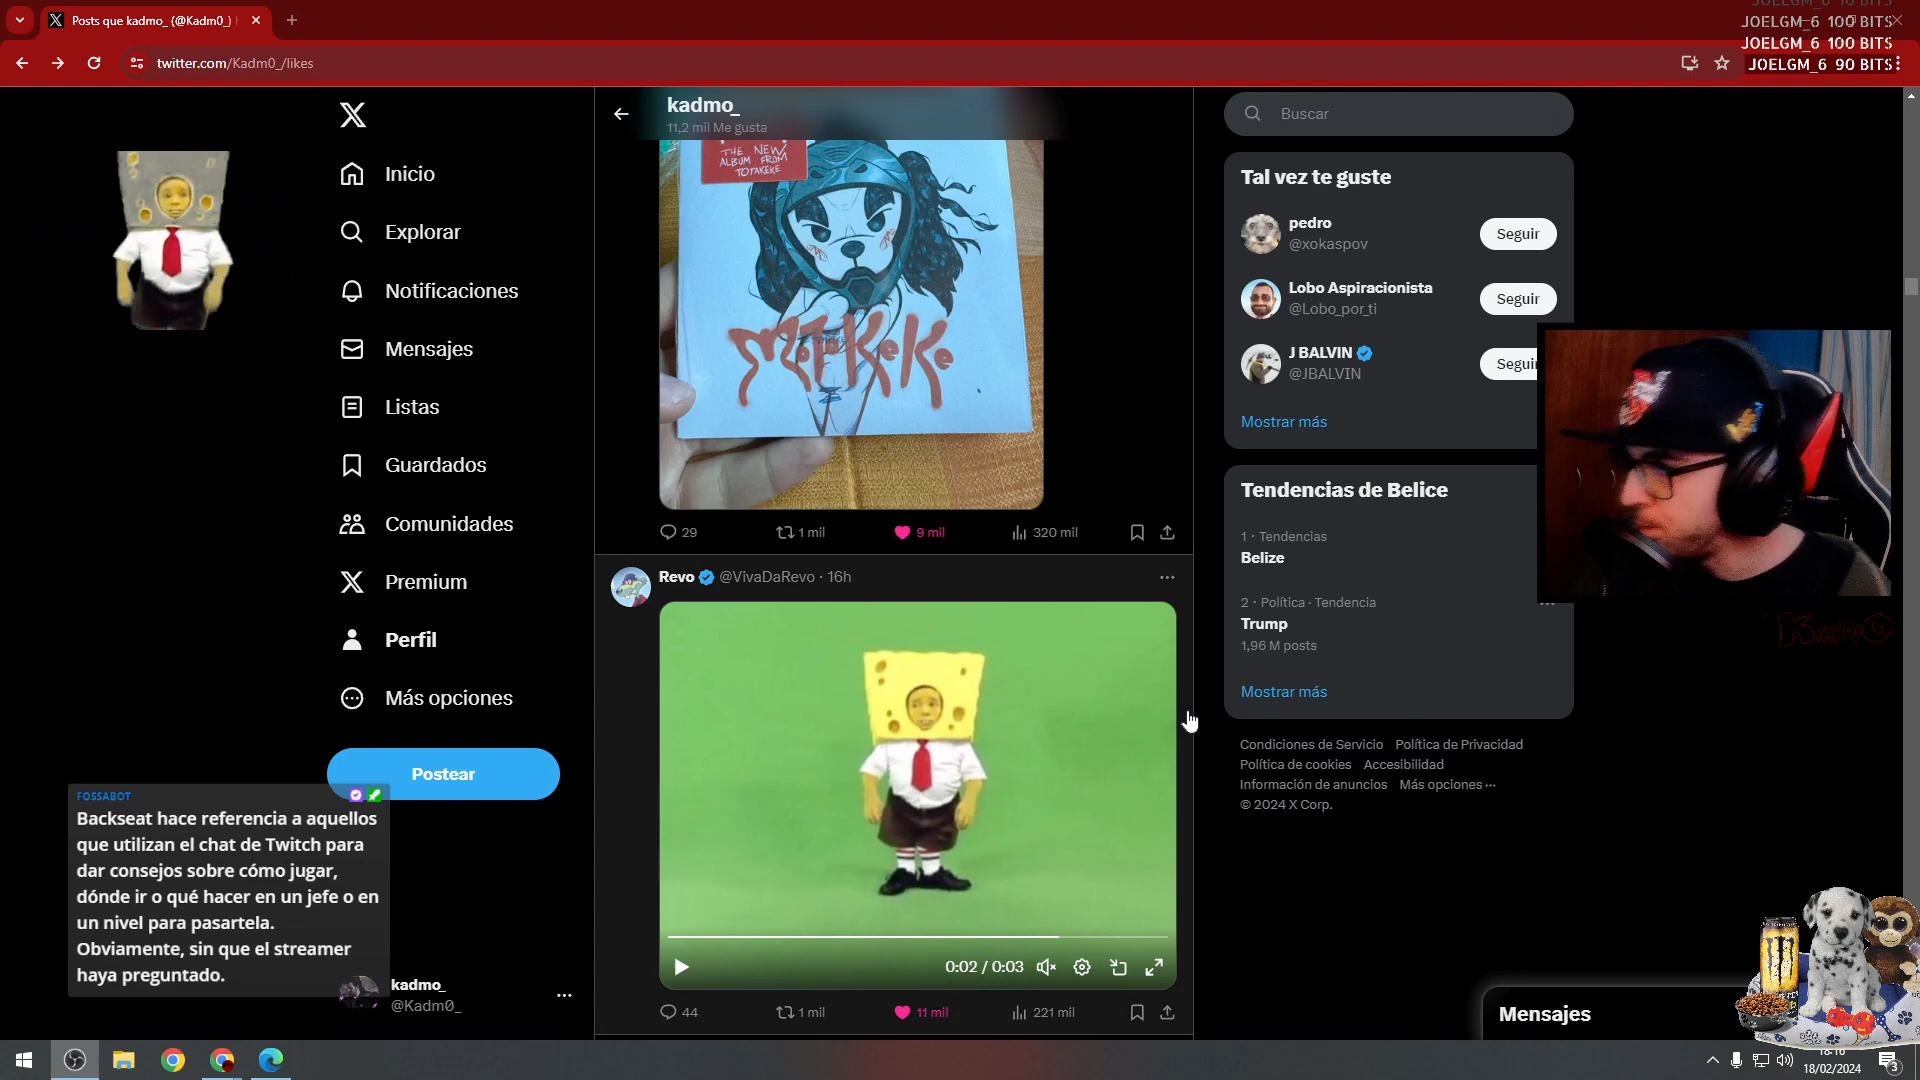 Posts que kadmo_ (@Kadm0_)
JOELGM_6 100 BITS
JOELGM_6 100 BITS
JOELGM_6 90 BITS
twitter.com/Kadm0_/likes
kadmo_
11,2 mil Me gusta
Inicio
Explorar
Notificaciones
Mensajes
Listas
Guardados
Comunidades
Premium
Perfil
Más opciones
Postear
FOSSABOT
Backseat hace referencia a aquellos
que utilizan el chat de Twitch para
dar consejos sobre cómo jugar,
dónde ir o qué hacer en un jefe o en
un nivel para pasartela.
Obviamente, sin que el streamer
haya preguntado.
kadmo_
@Kadm0_
THE NEW
ALBUM FROM
TOTAKEKE
29
1 mil
9 mil
320 mil
Revo @VivaDaRevo · 16h
0:02 / 0:03
44
1 mil
11 mil
221 mil
Buscar
Tal vez te guste
pedro
@xokaspov
Seguir
Lobo Aspiracionista
@Lobo_por_ti
Seguir
J BALVIN
@JBALVIN
Seguir
Mostrar más
Tendencias de Belice
1 · Tendencias
Belize
2 · Política · Tendencia
Trump
1,96 M posts
Mostrar más
Condiciones de Servicio Política de Privacidad
Política de cookies Accesibilidad
Información de anuncios Más opciones
© 2024 X Corp.
KadmO
Mensajes
18/02/2024
3